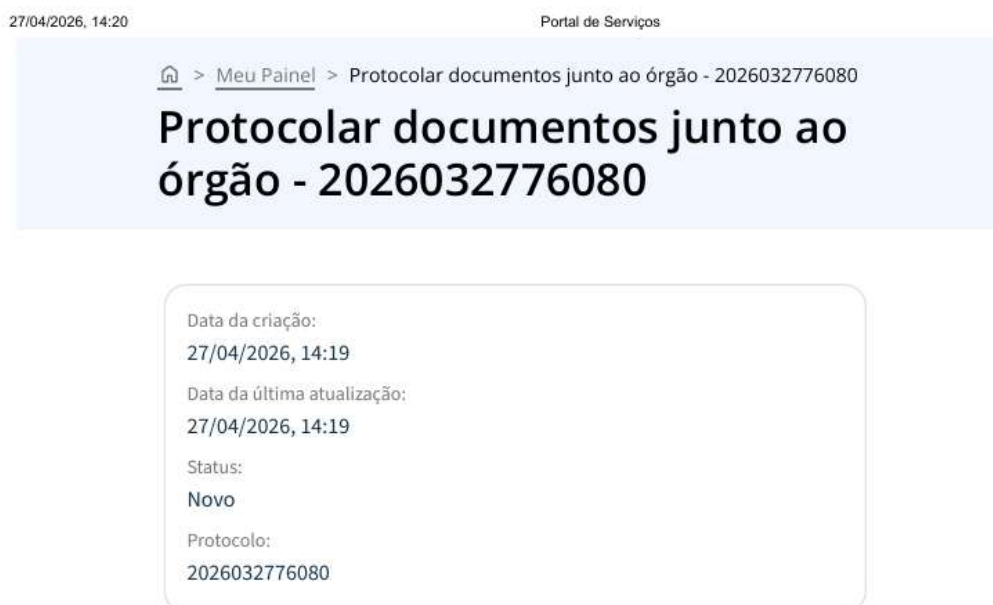 27/04/2026, 14:20 Portal de Serviços
> Meu Painel > Protocolar documentos junto ao órgão - 2026032776080
Protocolar documentos junto ao
órgão - 2026032776080
Data da criação:
27/04/2026, 14:19
Data da última atualização:
27/04/2026, 14:19
Status:
Novo
Protocolo:
2026032776080